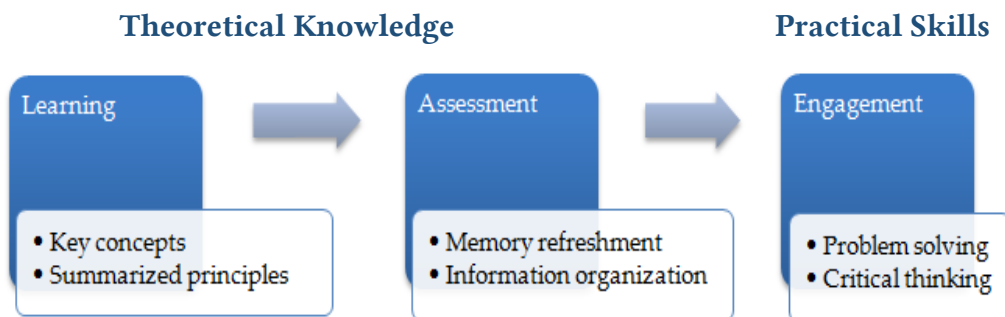 Theoretical Knowledge
Practical Skills
Learning
Assessment
Engagement
• Key concepts
• Summarized principles
• Memory refreshment
• Information organization
• Problem solving
• Critical thinking